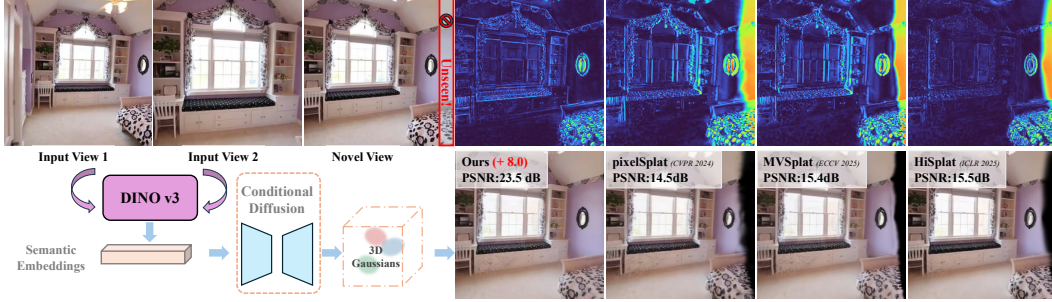 Unseen!
Input View 1
Input View 2
Novel View
DINO v3
Semantic
Embeddings
Conditional
Diffusion
3D
Gaussians
Ours (+ 8.0)
PSNR:23.5 dB
pixelSplat (CVPR 2024)
PSNR:14.5dB
MVSplat (ECCV 2025)
PSNR:15.4dB
HiSplat (ICLR 2025)
PSNR:15.5dB